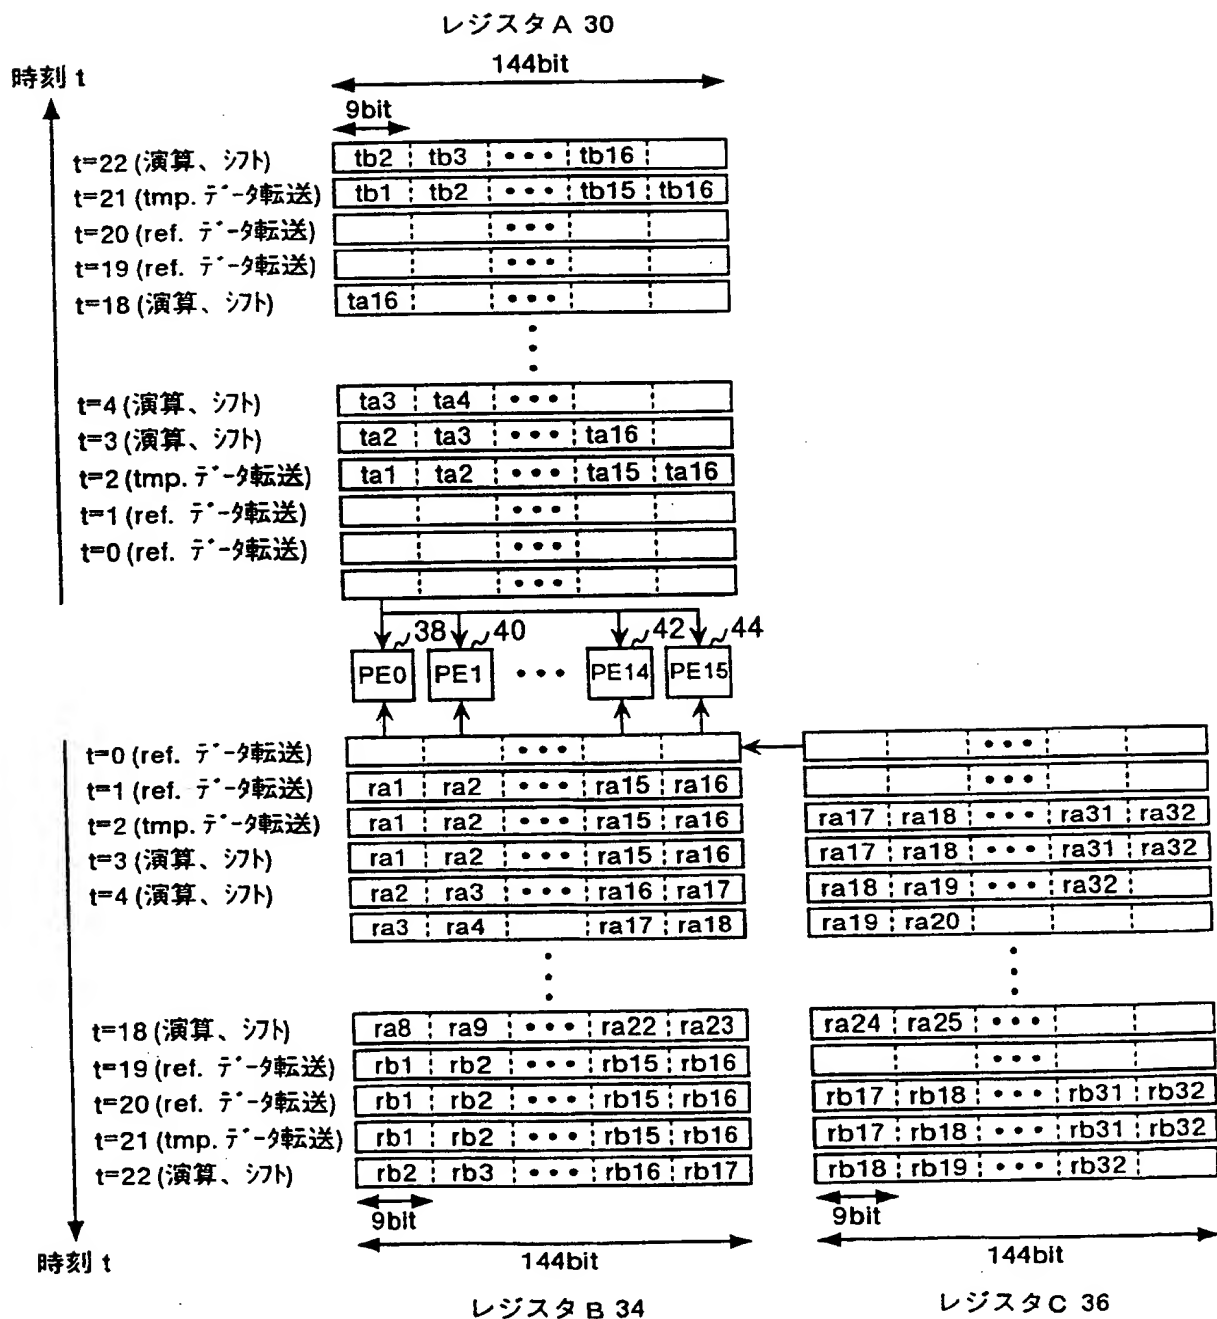 レジスタA 30
時刻 t
144bit
9bit
t=22 (演算、シフト) tb2 tb3 ••• tb16
t=21 (tmp. データ転送) tb1 tb2 ••• tb15 tb16
t=20 (ref. データ転送) •••
t=19 (ref. データ転送) •••
t=18 (演算、シフト) ta16 •••
t=4 (演算、シフト) ta3 ta4 •••
t=3 (演算、シフト) ta2 ta3 ••• ta16
t=2 (tmp. データ転送) ta1 ta2 ••• ta15 ta16
t=1 (ref. データ転送) •••
t=0 (ref. データ転送) •••
•••
38 40 42 44
PE0 PE1 ••• PE14 PE15
t=0 (ref. データ転送) ••• •••
t=1 (ref. データ転送) ra1 ra2 ••• ra15 ra16 •••
t=2 (tmp. データ転送) ra1 ra2 ••• ra15 ra16 ra17 ra18 ••• ra31 ra32
t=3 (演算、シフト) ra1 ra2 ••• ra15 ra16 ra17 ra18 ••• ra31 ra32
t=4 (演算、シフト) ra2 ra3 ••• ra16 ra17 ra18 ra19 ••• ra32
ra3 ra4 ra17 ra18 ra19 ra20
t=18 (演算、シフト) ra8 ra9 ••• ra22 ra23 ra24 ra25 •••
t=19 (ref. データ転送) rb1 rb2 ••• rb15 rb16 •••
t=20 (ref. データ転送) rb1 rb2 ••• rb15 rb16 rb17 rb18 ••• rb31 rb32
t=21 (tmp. データ転送) rb1 rb2 ••• rb15 rb16 rb17 rb18 ••• rb31 rb32
t=22 (演算、シフト) rb2 rb3 ••• rb16 rb17 rb18 rb19 ••• rb32
9bit 9bit
時刻 t 144bit 144bit
レジスタB 34 レジスタC 36